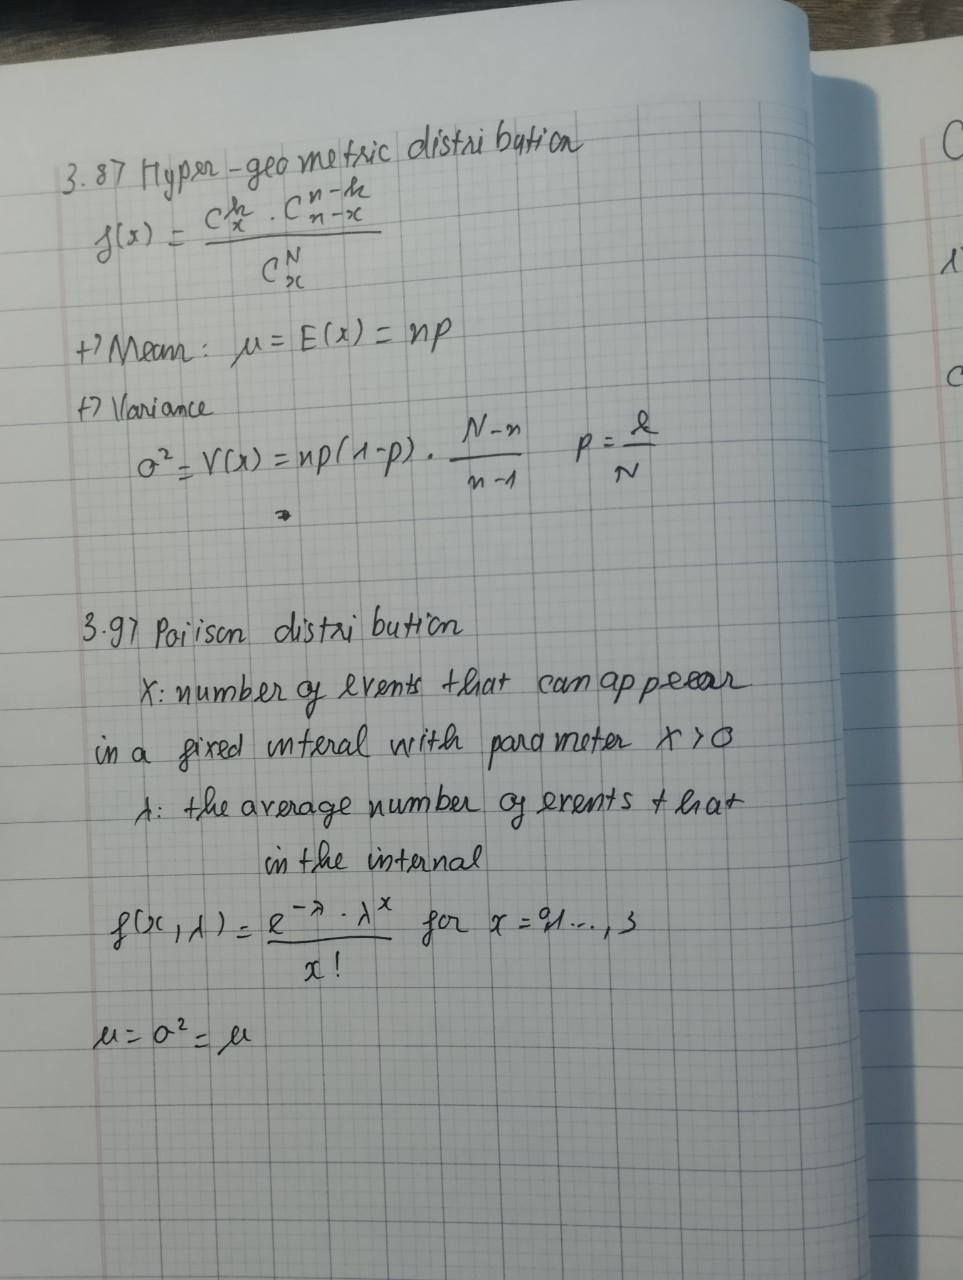 3.8> Hyper-geometric distribution
f(x) = C^k_x . C^{n-k}_{n-x} / C^N_x
+> Mean: μ = E(x) = np
+> Variance
σ² = V(x) = np(1-p) . N-n / n-1    p = k / N
3.9> Poiison distribution
X: number of events that can appeear
in a fixed interal with parameter x > 0
λ: the average number of events that
in the internal
f(x, λ) = e^{-λ} . λ^x / x! for x = 0,1...,
μ = σ² = μ